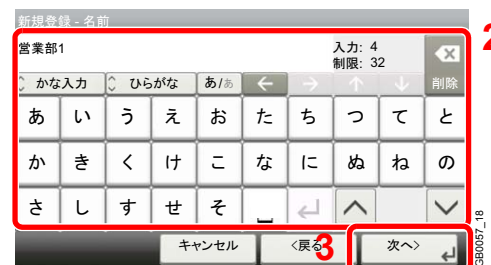 新規登録 - 名前
営業部1
入力: 4
制限: 32
かな入力 ひらがな あ/あ ← → ↑ ↓ 削除
あ い う え お た ち つ て と
か き く け こ な に ぬ ね の
さ し す せ そ
キャンセル <戻る 次へ>
2
3
GB0057_18